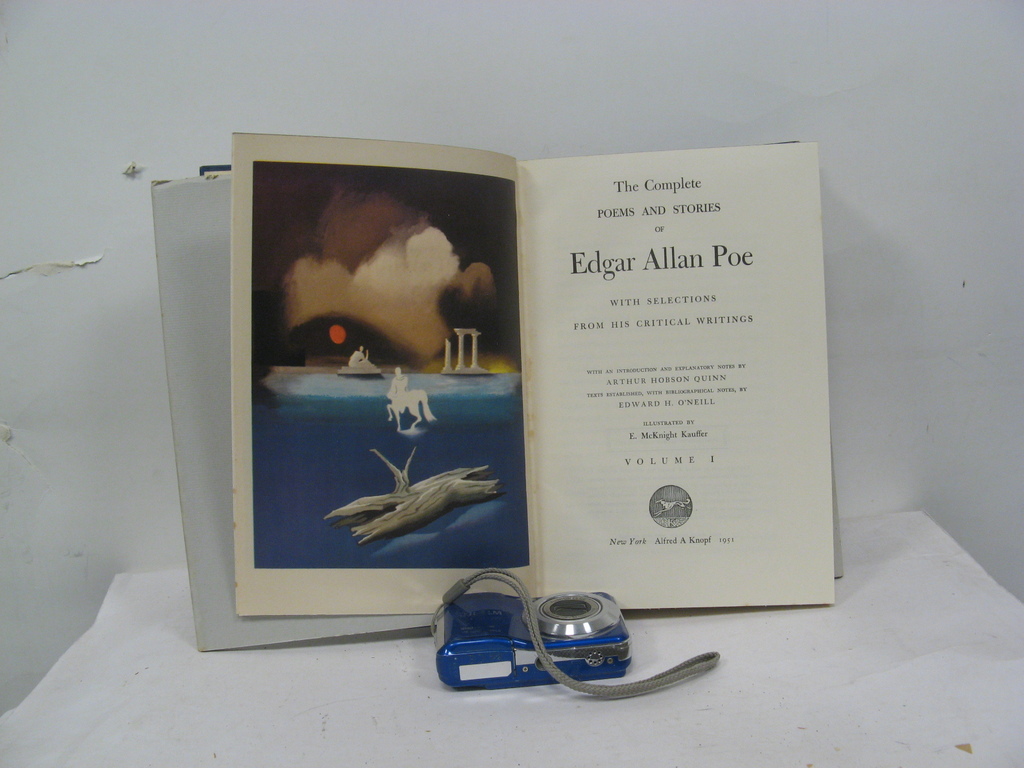 The Complete
POEMS AND STORIES
OF
Edgar Allan Poe
WITH SELECTIONS
FROM HIS CRITICAL WRITINGS
WITH AN INTRODUCTION AND EXPLANATORY NOTES BY
ARTHUR HOBSON QUINN
TEXTS ESTABLISHED, WITH BIBLIOGRAPHICAL NOTES, BY
EDWARD H. O'NEILL
ILLUSTRATED BY
E. McKnight Kauffer
VOLUME I
New York Alfred A Knopf 1951